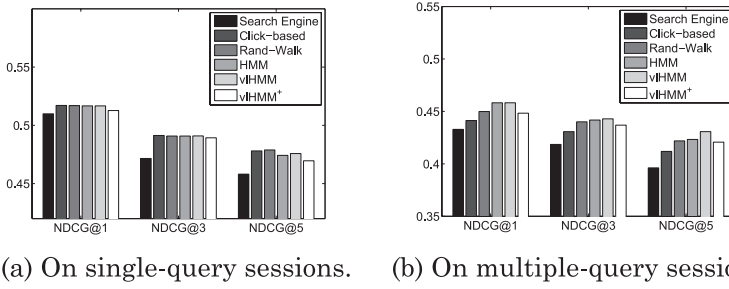 Search Engine
Click-based
Rand-Walk
HMM
vlHMM
vlHMM+
0.55
0.5
0.45
NDCG@1 NDCG@3 NDCG@5
(a) On single-query sessions.
Search Engine
Click-based
Rand-Walk
HMM
vlHMM
vlHMM+
0.55
0.5
0.45
0.4
0.35
NDCG@1 NDCG@3 NDCG@5
(b) On multiple-query